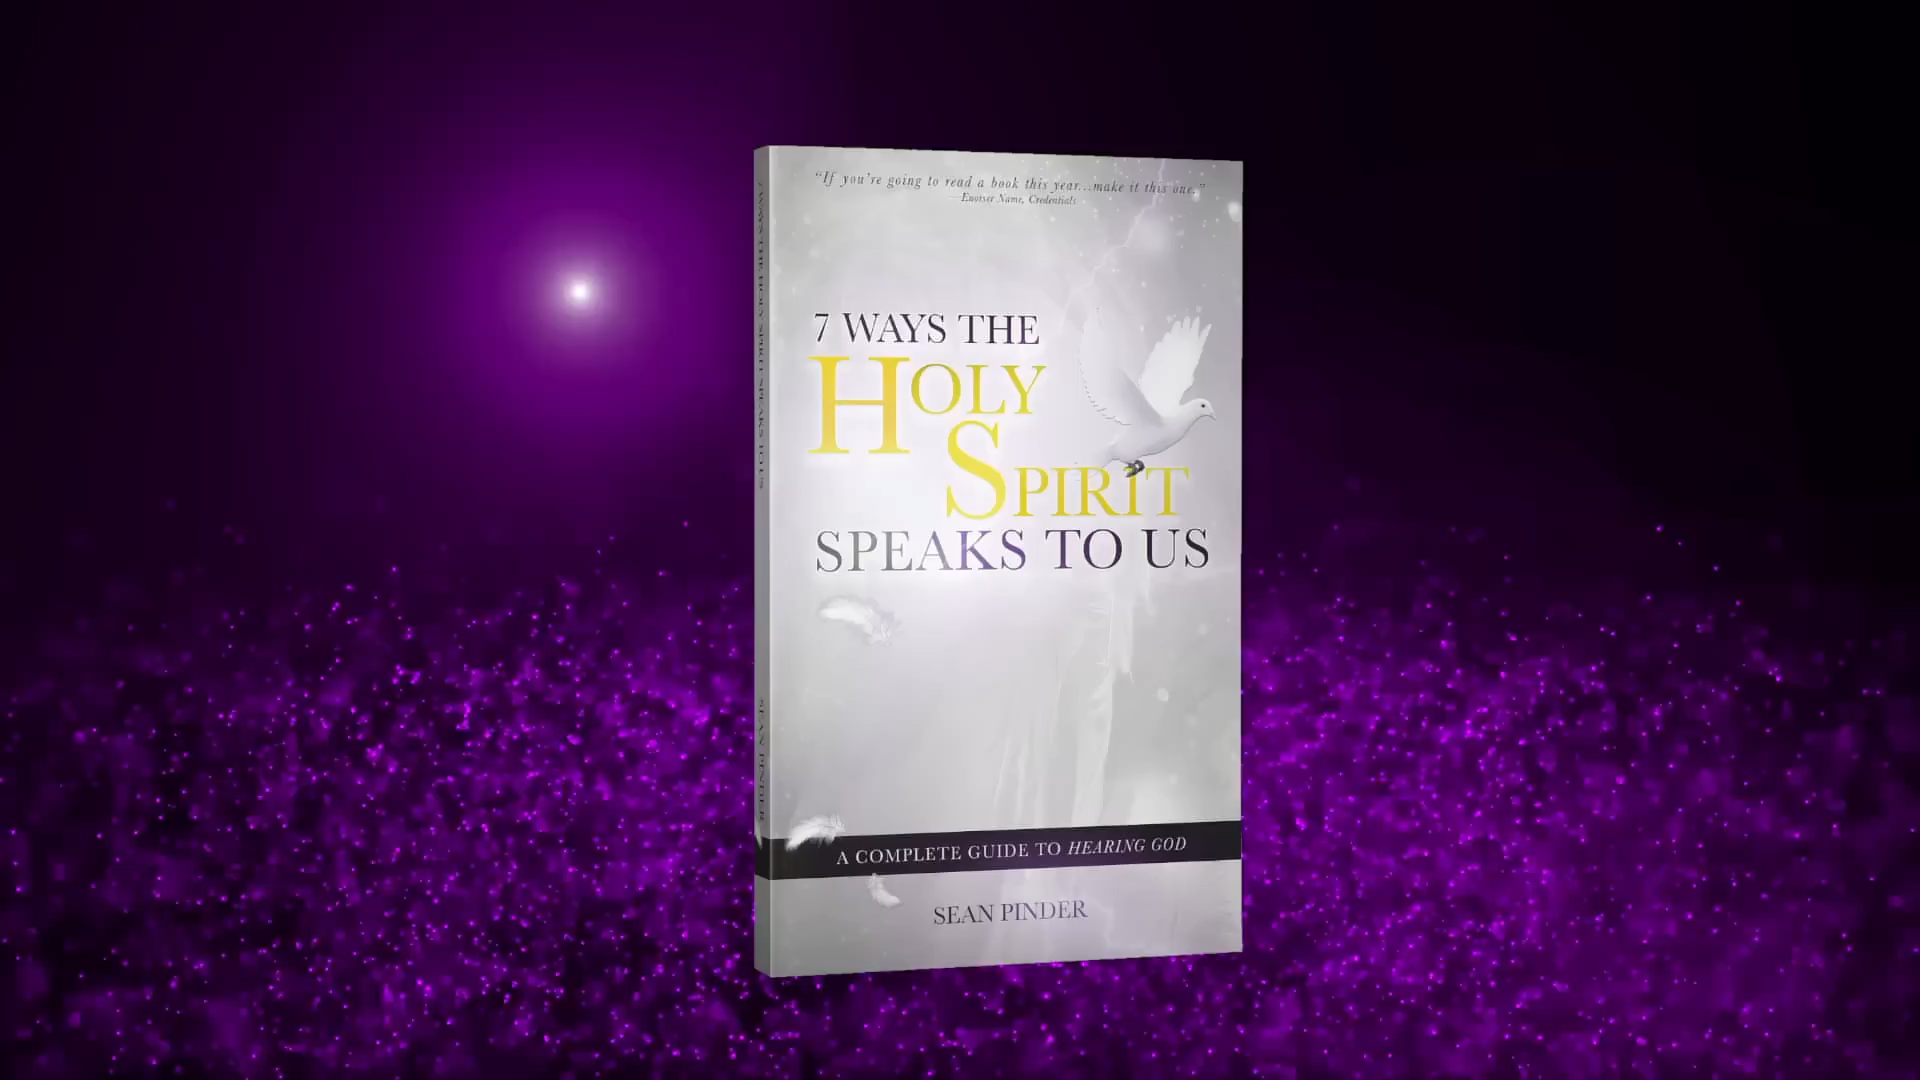 “If you’re going to read a book this year...make it this one.”
Enoiser Name, Credentials
7 WAYS THE
HOLY
SPIRIT
SPEAKS TO US
A COMPLETE GUIDE TO HEARING GOD
SEAN PINDER
7 WAYS THE HOLY SPIRIT SPEAKS TO US
SEAN PINDER